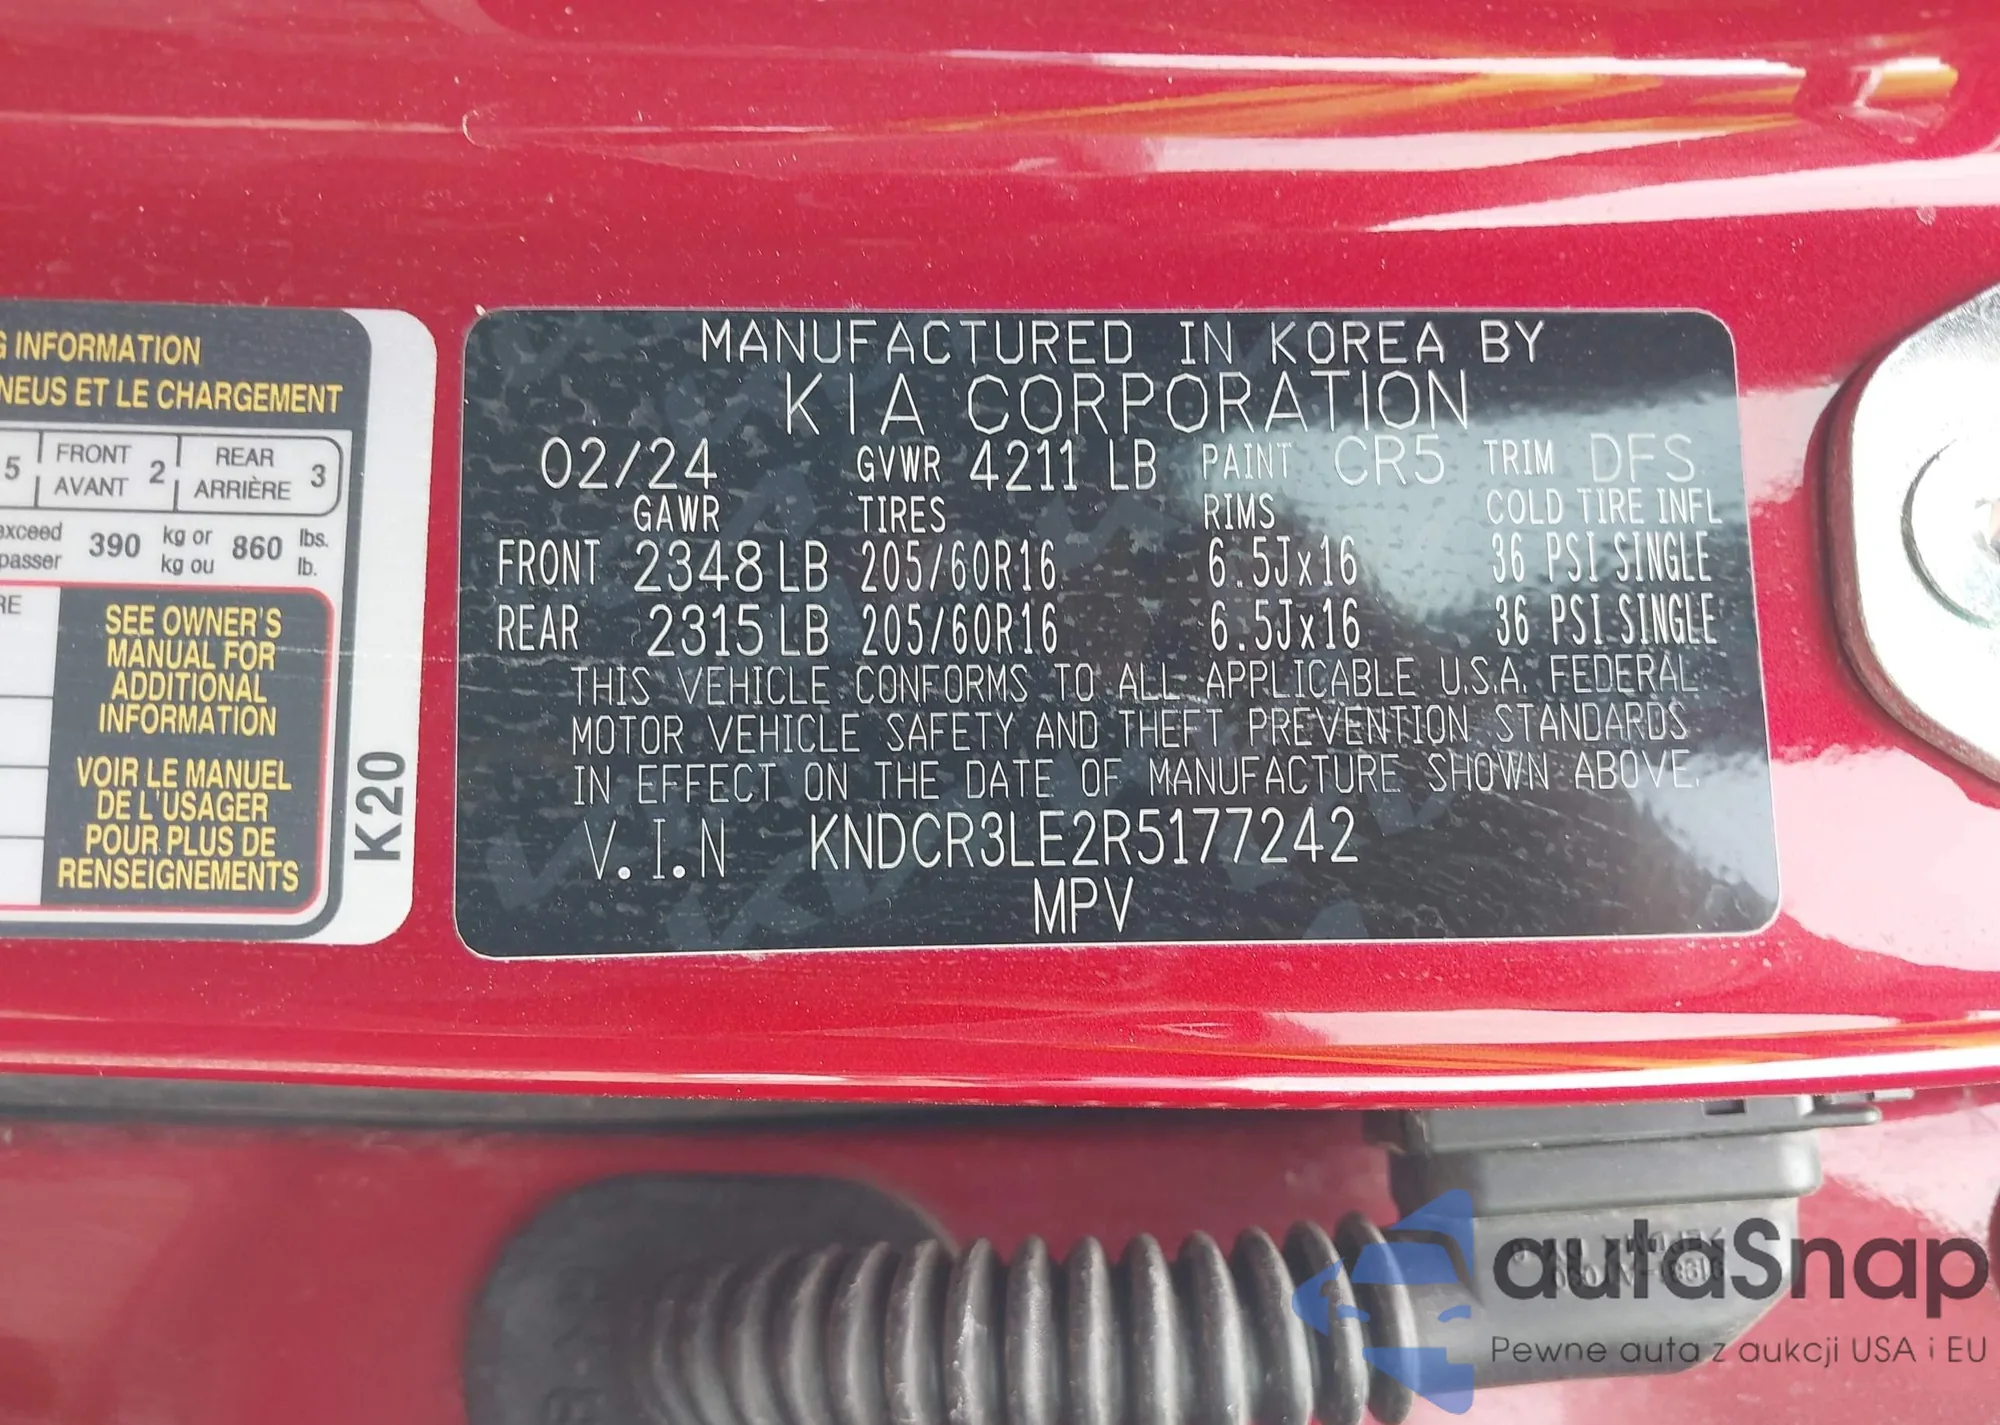 G INFORMATION
NEUS ET LE CHARGEMENT
5 FRONT AVANT 2 REAR ARRIÈRE 3
exceed passer 390 kg or kg ou 860 lbs. lb.
RE
SEE OWNER'S
MANUAL FOR
ADDITIONAL
INFORMATION
VOIR LE MANUEL
DE L'USAGER
POUR PLUS DE
RENSEIGNEMENTS
K20
MANUFACTURED IN KOREA BY
KIA CORPORATION
02/24 GVWR 4211 LB PAINT CR5 TRIM DFS
GAWR TIRES RIMS COLD TIRE INFL
FRONT 2348 LB 205/60R16 6.5Jx16 36 PSI SINGLE
REAR 2315 LB 205/60R16 6.5Jx16 36 PSI SINGLE
THIS VEHICLE CONFORMS TO ALL APPLICABLE U.S.A. FEDERAL
MOTOR VEHICLE SAFETY AND THEFT PREVENTION STANDARDS
IN EFFECT ON THE DATE OF MANUFACTURE SHOWN ABOVE.
V.I.N KNDCR3LE2R5177242
MPV
autaSnap
Pewne auta z aukcji USA i EU